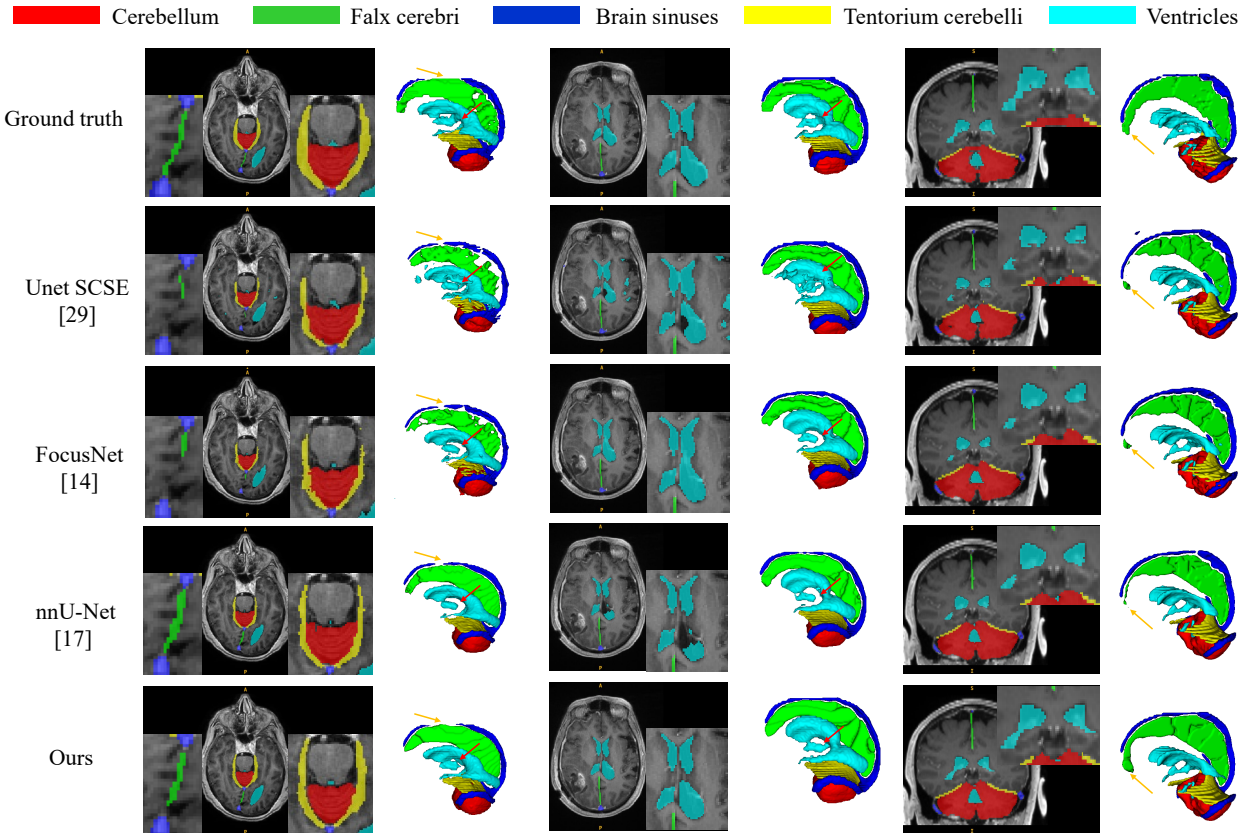 Cerebellum Falx cerebri Brain sinuses Tentorium cerebelli Ventricles
Ground truth
A
P
A
P
S
I
Unet SCSE
[29]
A
P
A
P
S
I
FocusNet
[14]
A
P
A
P
S
I
nnU-Net
[17]
A
P
A
P
S
I
Ours
A
P
A
P
S
I